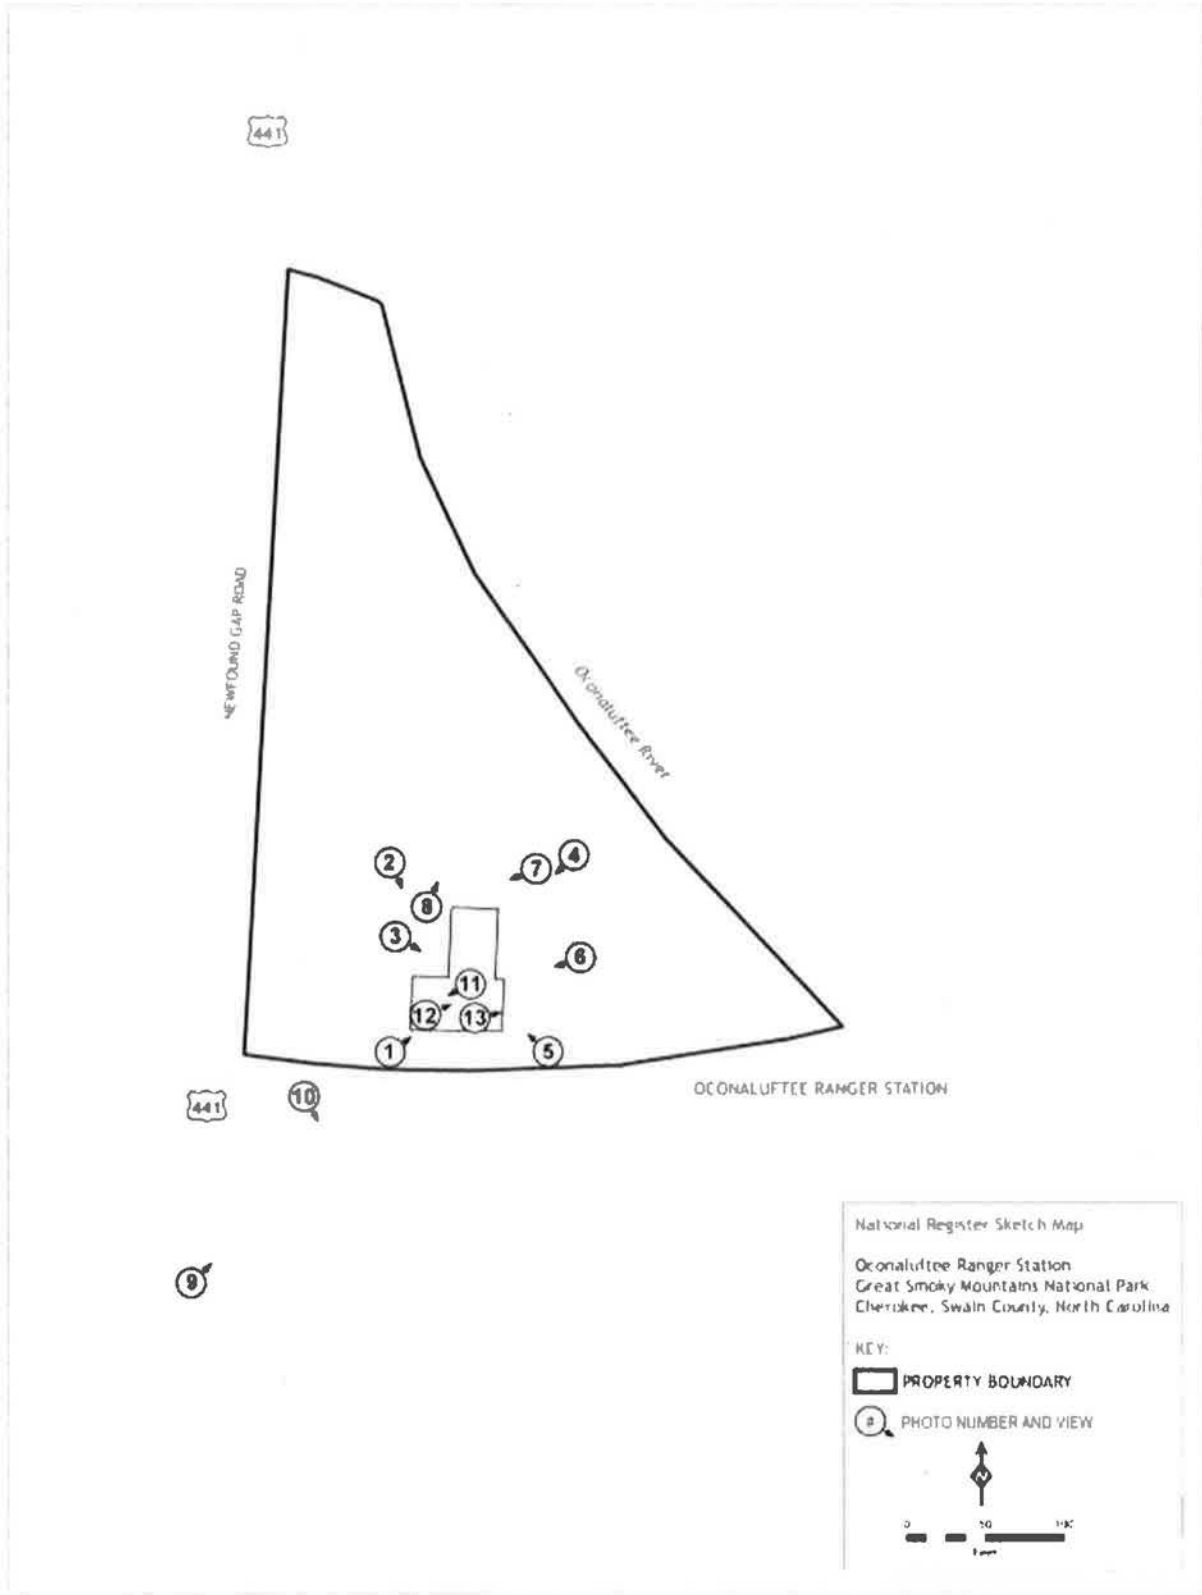 441
NEWFOUND GAP ROAD
Oconaluftee River
2
7
4
8
3
6
11
12
13
1
5
OCONALUFTEE RANGER STATION
441
10
9
National Register Sketch Map
Oconaluftee Ranger Station
Great Smoky Mountains National Park
Cherokee, Swain County, North Carolina
KEY:
PROPERTY BOUNDARY
# PHOTO NUMBER AND VIEW
N
0 50 100
Feet